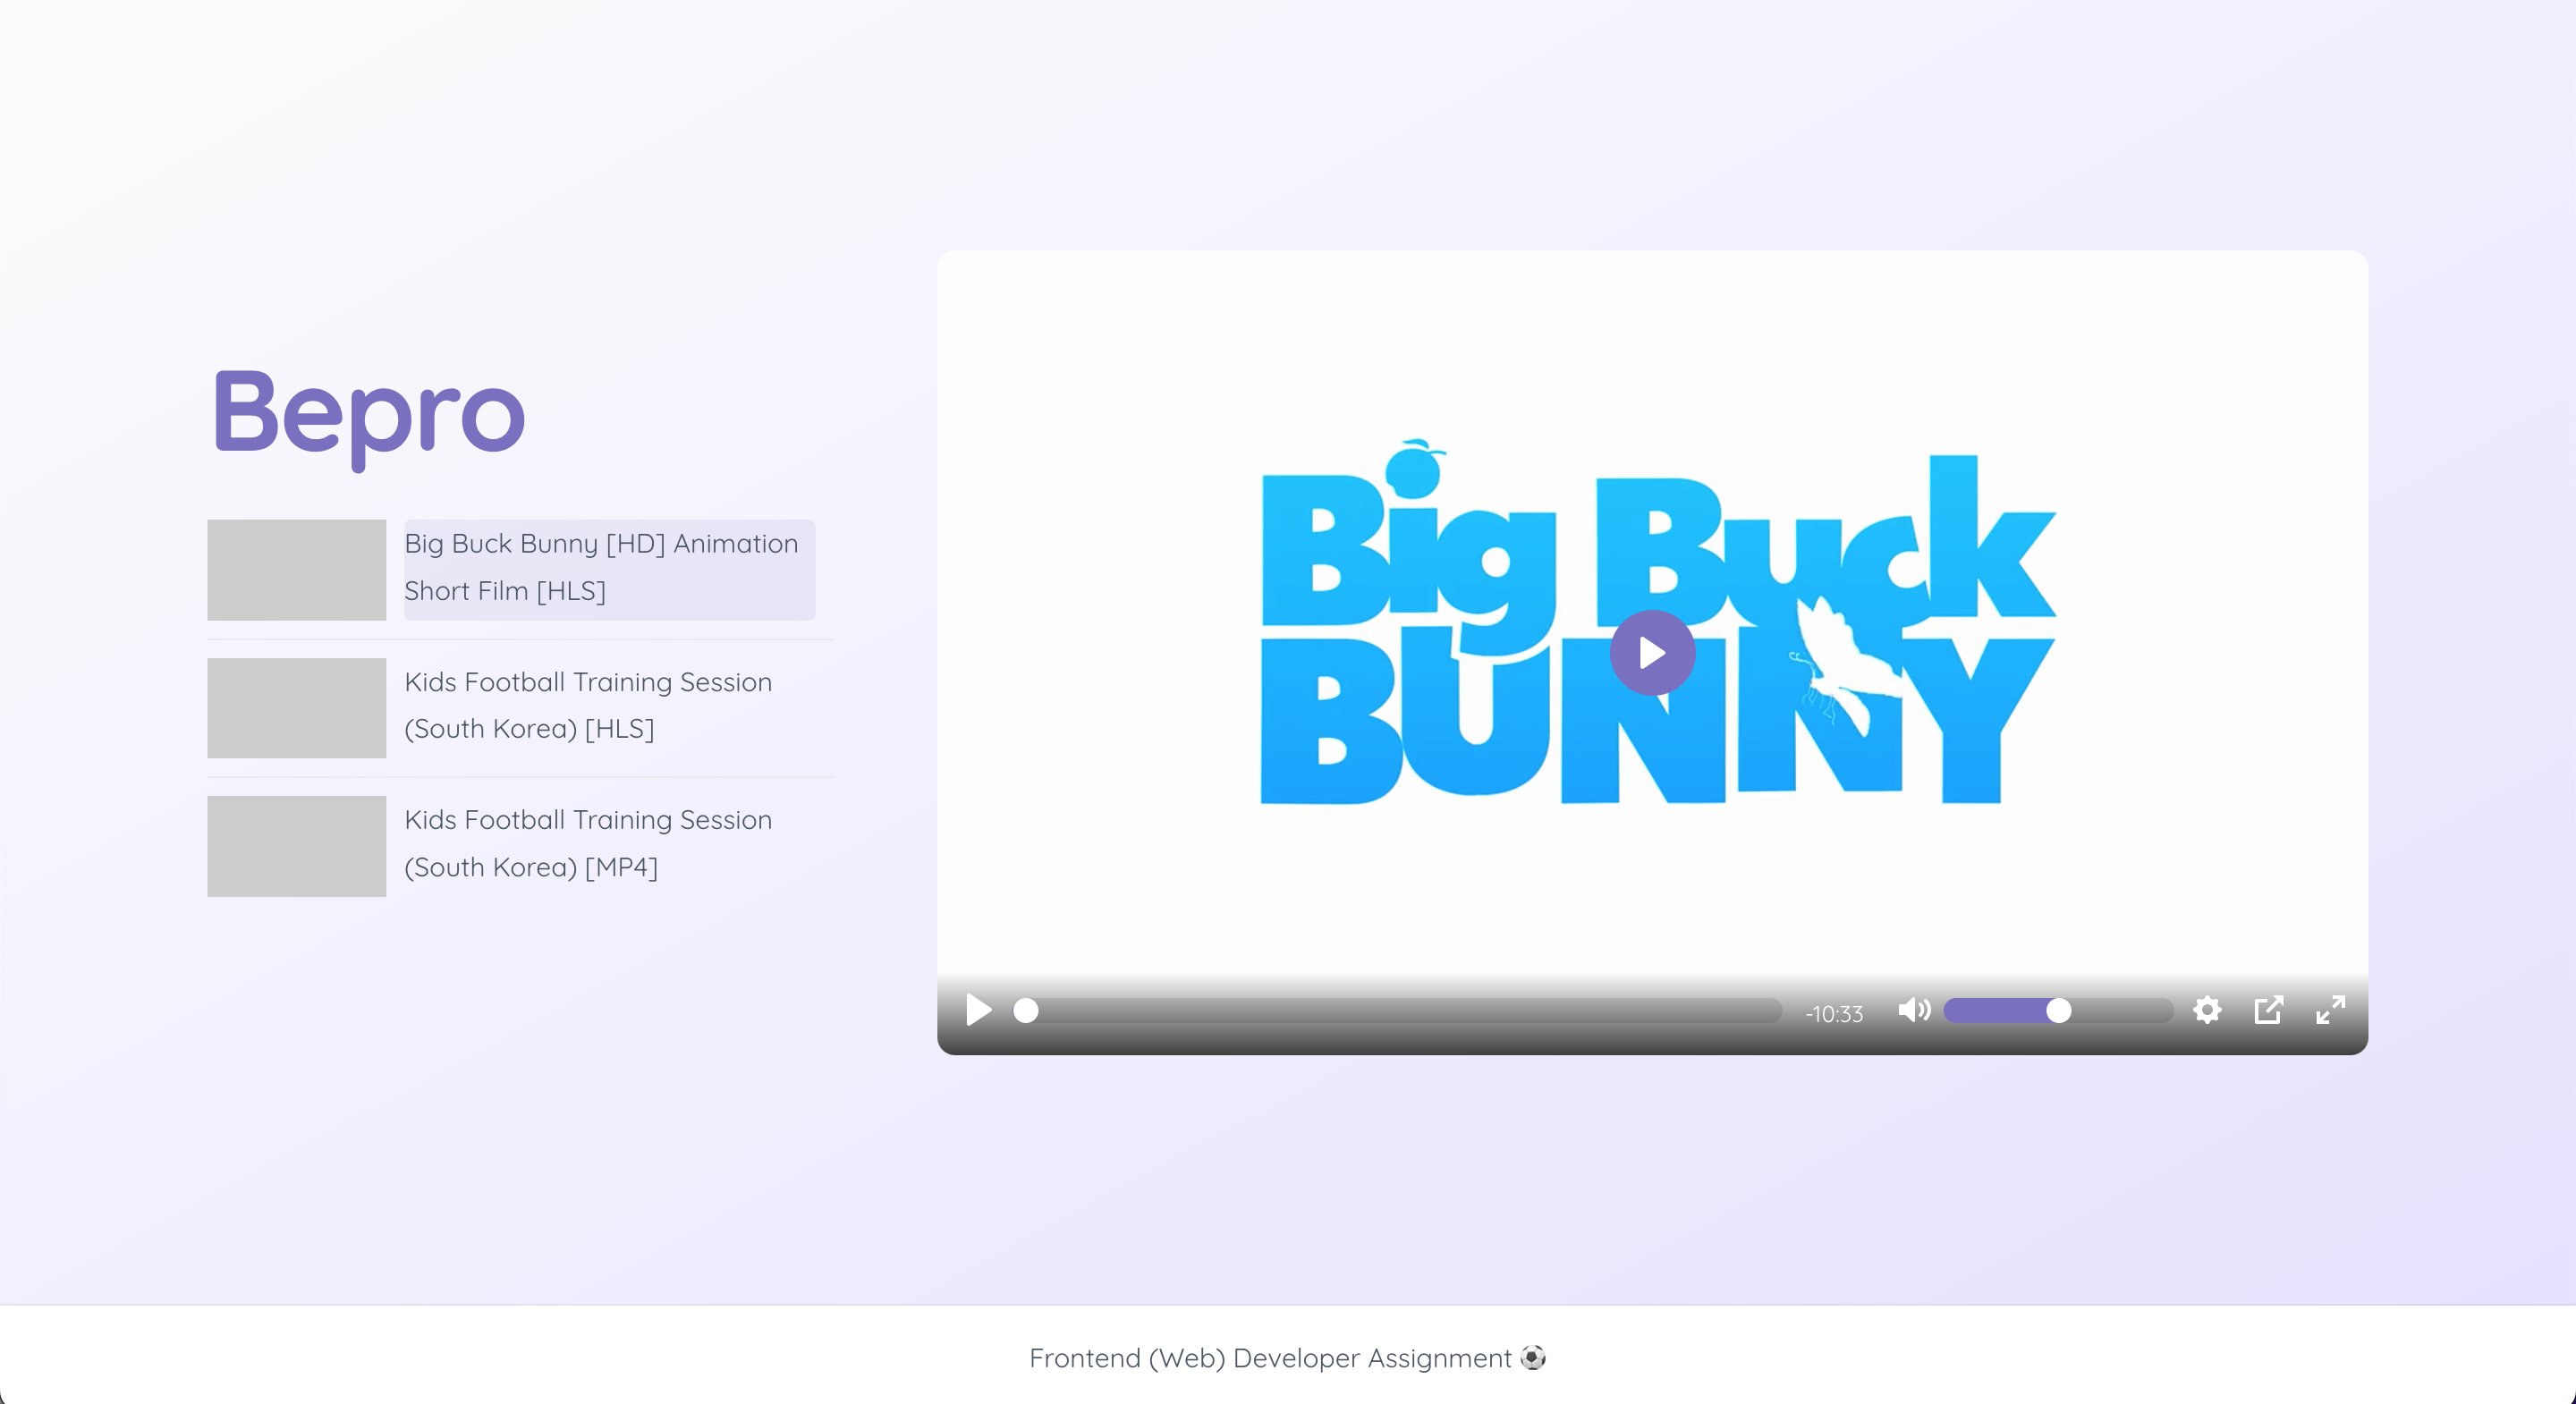 Bepro
Big Buck Bunny [HD] Animation
Short Film [HLS]
Kids Football Training Session
(South Korea) [HLS]
Kids Football Training Session
(South Korea) [MP4]
Big Buck
BUNNY
-10:33
Frontend (Web) Developer Assignment ⚽